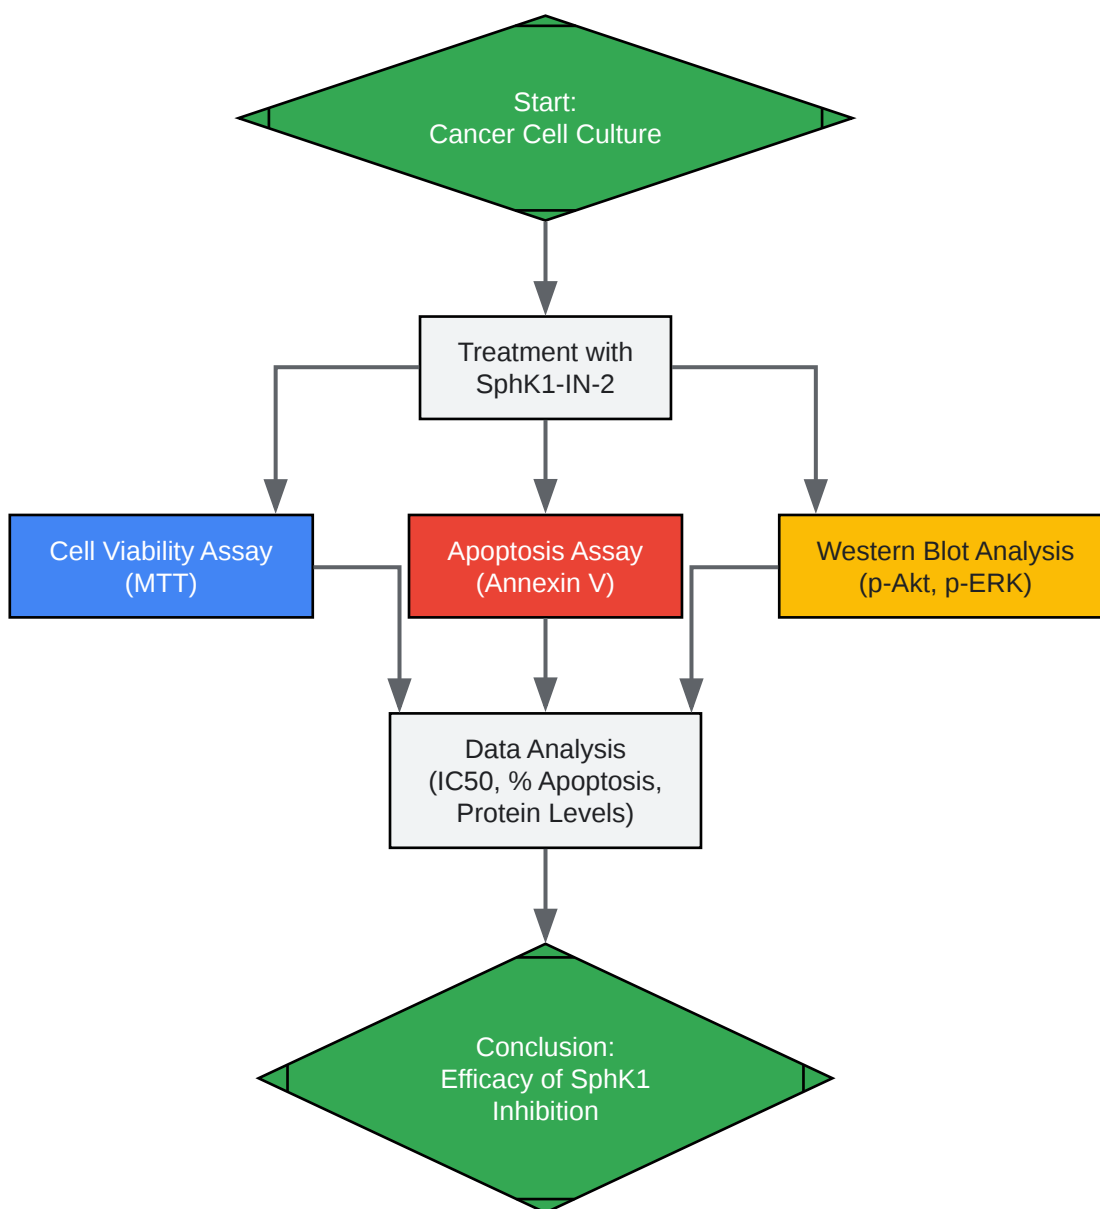 Start:
Cancer Cell Culture
Treatment with
SphK1-IN-2
Cell Viability Assay
(MTT)
Apoptosis Assay
(Annexin V)
Western Blot Analysis
(p-Akt, p-ERK)
Data Analysis
(IC50, % Apoptosis,
Protein Levels)
Conclusion:
Efficacy of SphK1
Inhibition